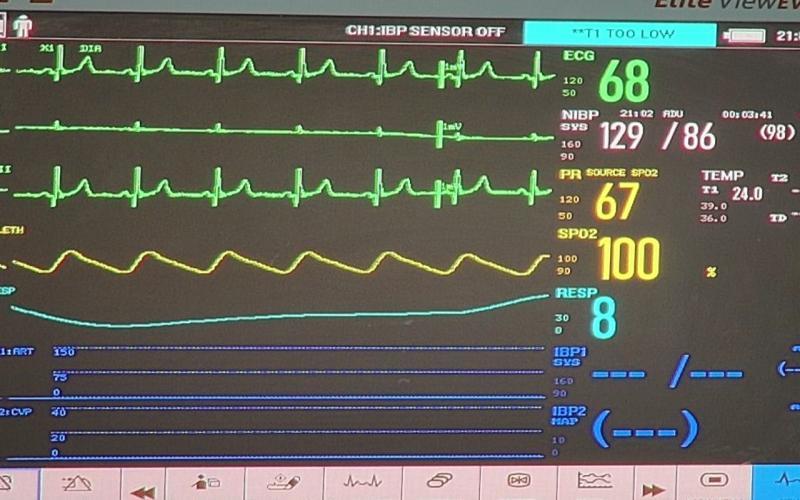 Elite ViewEV
CH1:IBP SENSOR OFF
**T1 TOO LOW
21:
X1 DIA
ECG
120
50
68
1mV
1mV
NIBP 21:02 ADU 00:03:41
SYS
160
90
129 /86 (98)
II
PR SOURCE SPO2
120
50
67
TEMP T2
T1 24.0
39.0
36.0
TD
LETH
SPO2
100
90
100 %
SP
RESP
30
8
1:ART
150
75
0
IBP1
SYS
160
90
--- /---
(--
2:CVP
40
20
0
IBP2
MAP
10
0
(---)